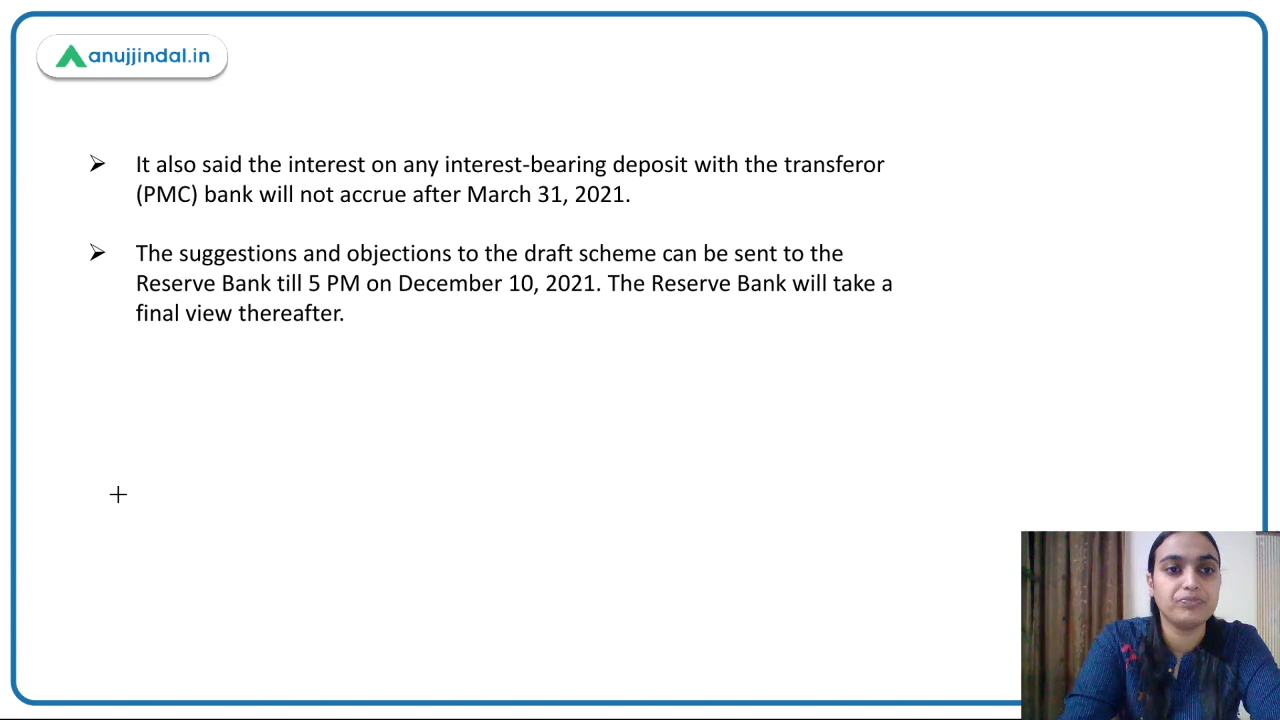 anujjindal.in
It also said the interest on any interest-bearing deposit with the transferor
(PMC) bank will not accrue after March 31, 2021.
The suggestions and objections to the draft scheme can be sent to the
Reserve Bank till 5 PM on December 10, 2021. The Reserve Bank will take a
final view thereafter.